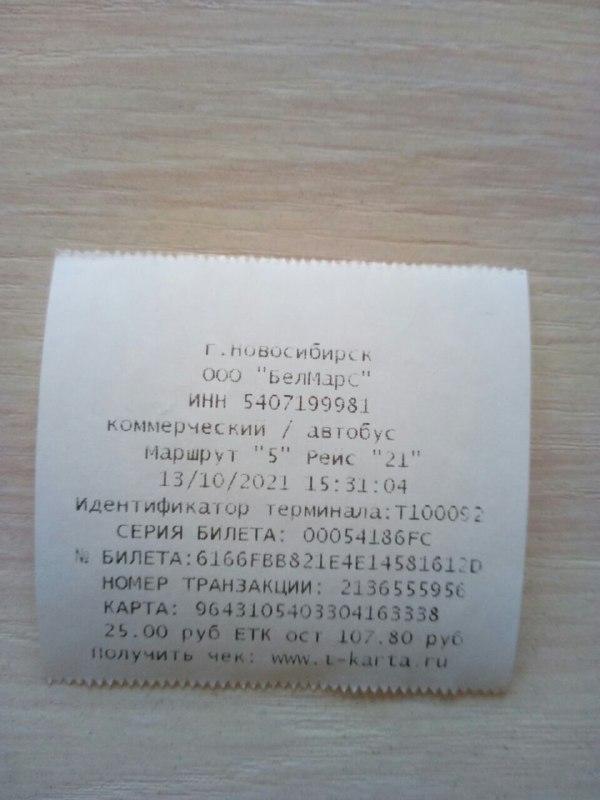 г.Новосибирск
ООО "БелМарс"
ИНН 5407199981
коммерческий / автобус
Маршрут "5" Рейс "21"
13/10/2021 15:31:04
Идентификатор терминала:Т100092
СЕРИЯ БИЛЕТА: 00054186FC
№ БИЛЕТА:6166FBB821E4E14581612D
НОМЕР ТРАНЗАКЦИИ: 2136555956
КАРТА: 9643105403304163338
25.00 руб ЕТК ост 107.80 руб
Получить чек: www.t-karta.ru